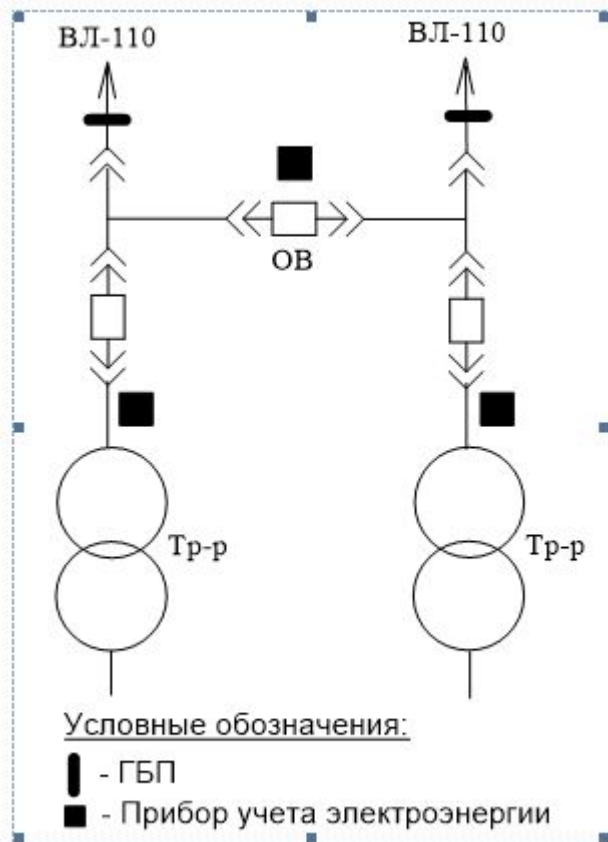 ВЛ-110
ВЛ-110
ОВ
Тр-р
Тр-р
Условные обозначения:
- ГБП
- Прибор учета электроэнергии